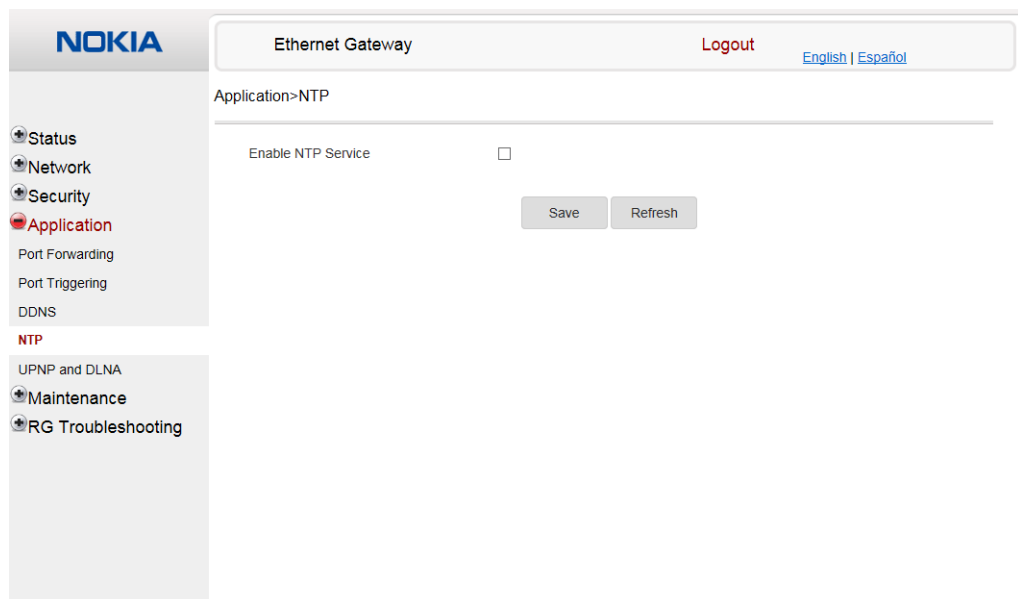 NOKIA
Ethernet Gateway
Logout
English | Español
Application>NTP
Status
Network
Security
Application
Port Forwarding
Port Triggering
DDNS
NTP
UPNP and DLNA
Maintenance
RG Troubleshooting
Enable NTP Service
Save
Refresh